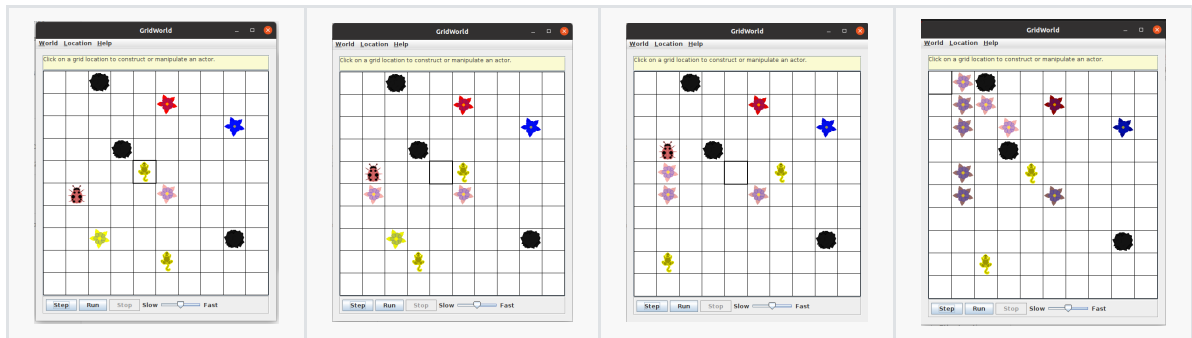 GridWorld
World Location Help
Click on a grid location to construct or manipulate an actor.
Step Run Stop Slow Fast
GridWorld
World Location Help
Click on a grid location to construct or manipulate an actor.
Step Run Stop Slow Fast
GridWorld
World Location Help
Click on a grid location to construct or manipulate an actor.
Step Run Stop Slow Fast
GridWorld
World Location Help
Click on a grid location to construct or manipulate an actor.
Step Run Stop Slow Fast